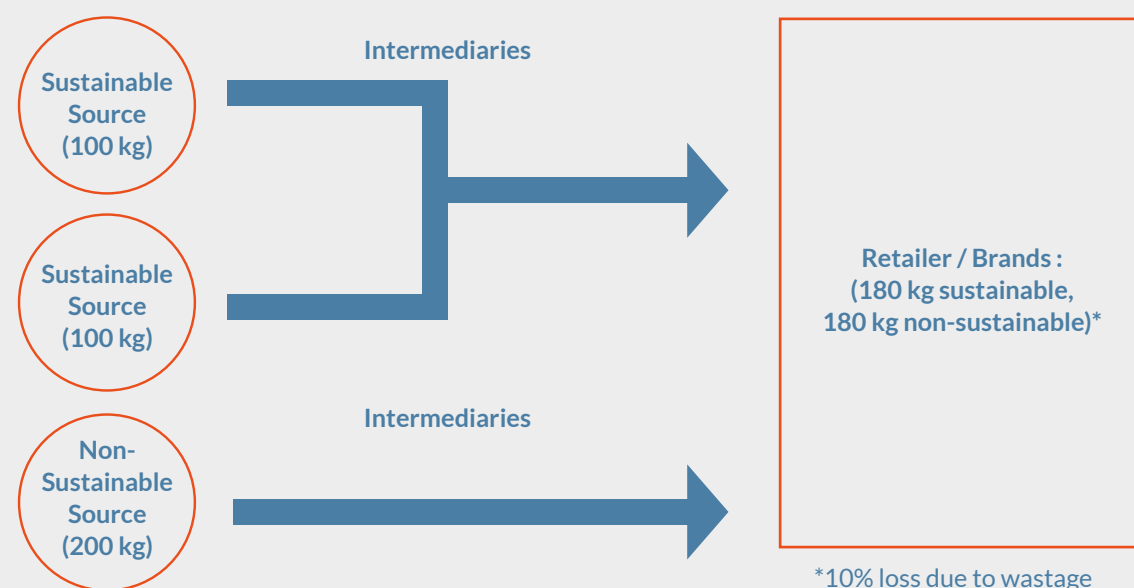 Sustainable
Source
(100 kg)
Intermediaries
Sustainable
Source
(100 kg)
Non-
Sustainable
Source
(200 kg)
Intermediaries
Retailer / Brands :
(180 kg sustainable,
180 kg non-sustainable)*
*10% loss due to wastage